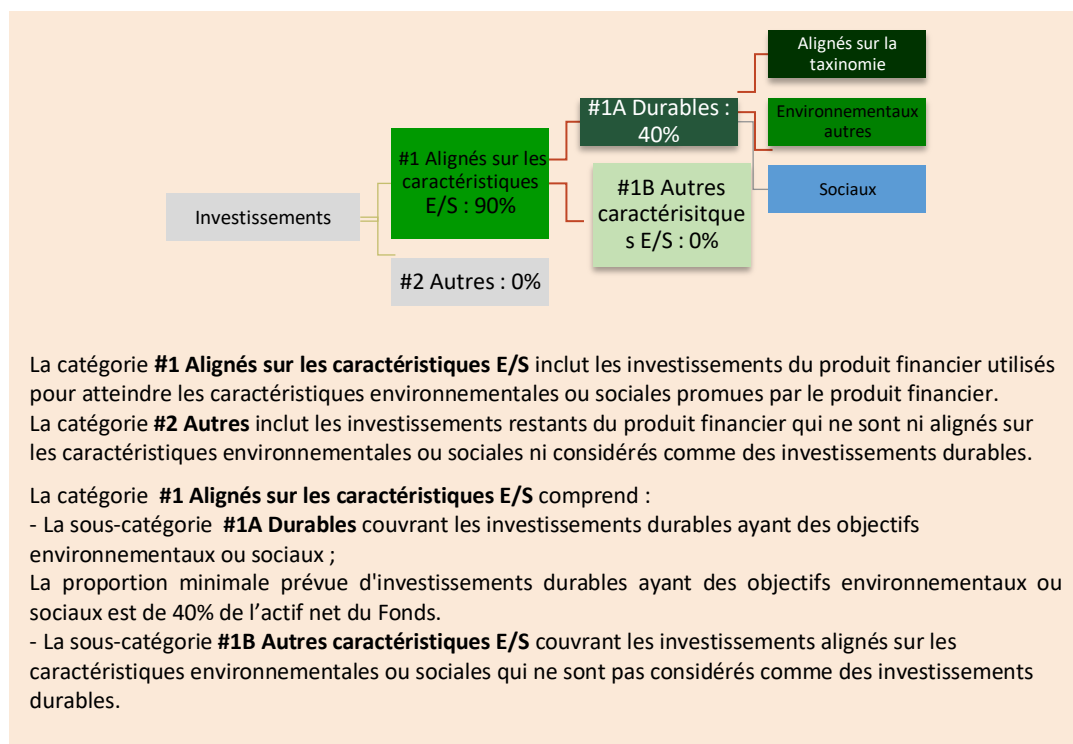 Alignés sur la
taxinomie
#1A Durables :
40%
Environnementaux
autres
#1 Alignés sur les
caractéristiques
E/S : 90%
#1B Autres
caractérisitque
s E/S : 0%
Sociaux
Investissements
#2 Autres : 0%
La catégorie #1 Alignés sur les caractéristiques E/S inclut les investissements du produit financier utilisés
pour atteindre les caractéristiques environnementales ou sociales promues par le produit financier.
La catégorie #2 Autres inclut les investissements restants du produit financier qui ne sont ni alignés sur
les caractéristiques environnementales ou sociales ni considérés comme des investissements durables.
La catégorie #1 Alignés sur les caractéristiques E/S comprend :
- La sous-catégorie #1A Durables couvrant les investissements durables ayant des objectifs
environnementaux ou sociaux ;
La proportion minimale prévue d'investissements durables ayant des objectifs environnementaux ou
sociaux est de 40% de l’actif net du Fonds.
- La sous-catégorie #1B Autres caractéristiques E/S couvrant les investissements alignés sur les
caractéristiques environnementales ou sociales qui ne sont pas considérés comme des investissements
durables.